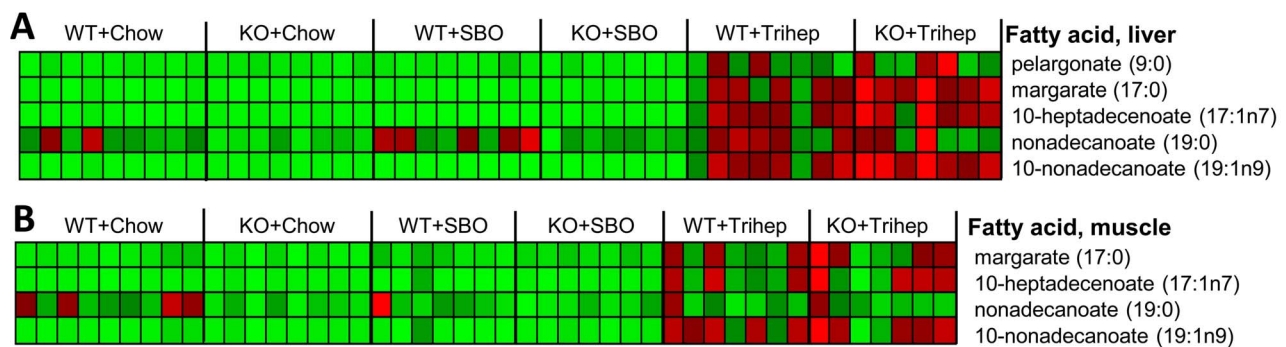 A
WT+Chow KO+Chow WT+SBO KO+SBO WT+Trihep KO+Trihep Fatty acid, liver
pelargonate (9:0)
margarate (17:0)
10-heptadecenoate (17:1n7)
nonadecanoate (19:0)
10-nonadecanoate (19:1n9)
B
WT+Chow KO+Chow WT+SBO KO+SBO WT+Trihep KO+Trihep Fatty acid, muscle
margarate (17:0)
10-heptadecenoate (17:1n7)
nonadecanoate (19:0)
10-nonadecanoate (19:1n9)